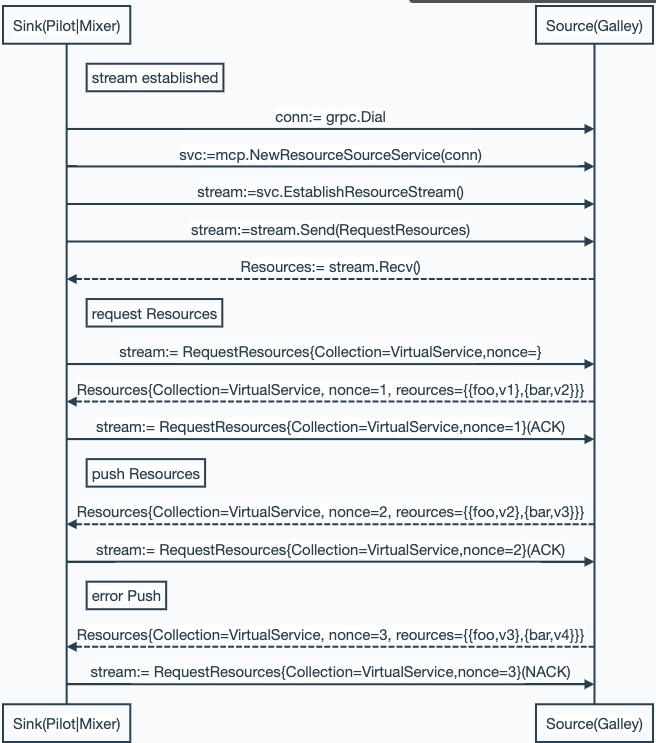 Sink(Pilot|Mixer) Source(Galley)
stream established
conn:= grpc.Dial
svc:=mcp.NewResourceSourceService(conn)
stream:=svc.EstablishResourceStream()
stream:=stream.Send(RequestResources)
Resources:= stream.Recv()
request Resources
stream:= RequestResources{Collection=VirtualService,nonce=}
Resources{Collection=VirtualService, nonce=1, reources={{foo,v1},{bar,v2}}}
stream:= RequestResources{Collection=VirtualService,nonce=1}(ACK)
push Resources
Resources{Collection=VirtualService, nonce=2, reources={{foo,v2},{bar,v3}}}
stream:= RequestResources{Collection=VirtualService,nonce=2}(ACK)
error Push
Resources{Collection=VirtualService, nonce=3, reources={{foo,v3},{bar,v4}}}
stream:= RequestResources{Collection=VirtualService,nonce=3}(NACK)
Sink(Pilot|Mixer) Source(Galley)